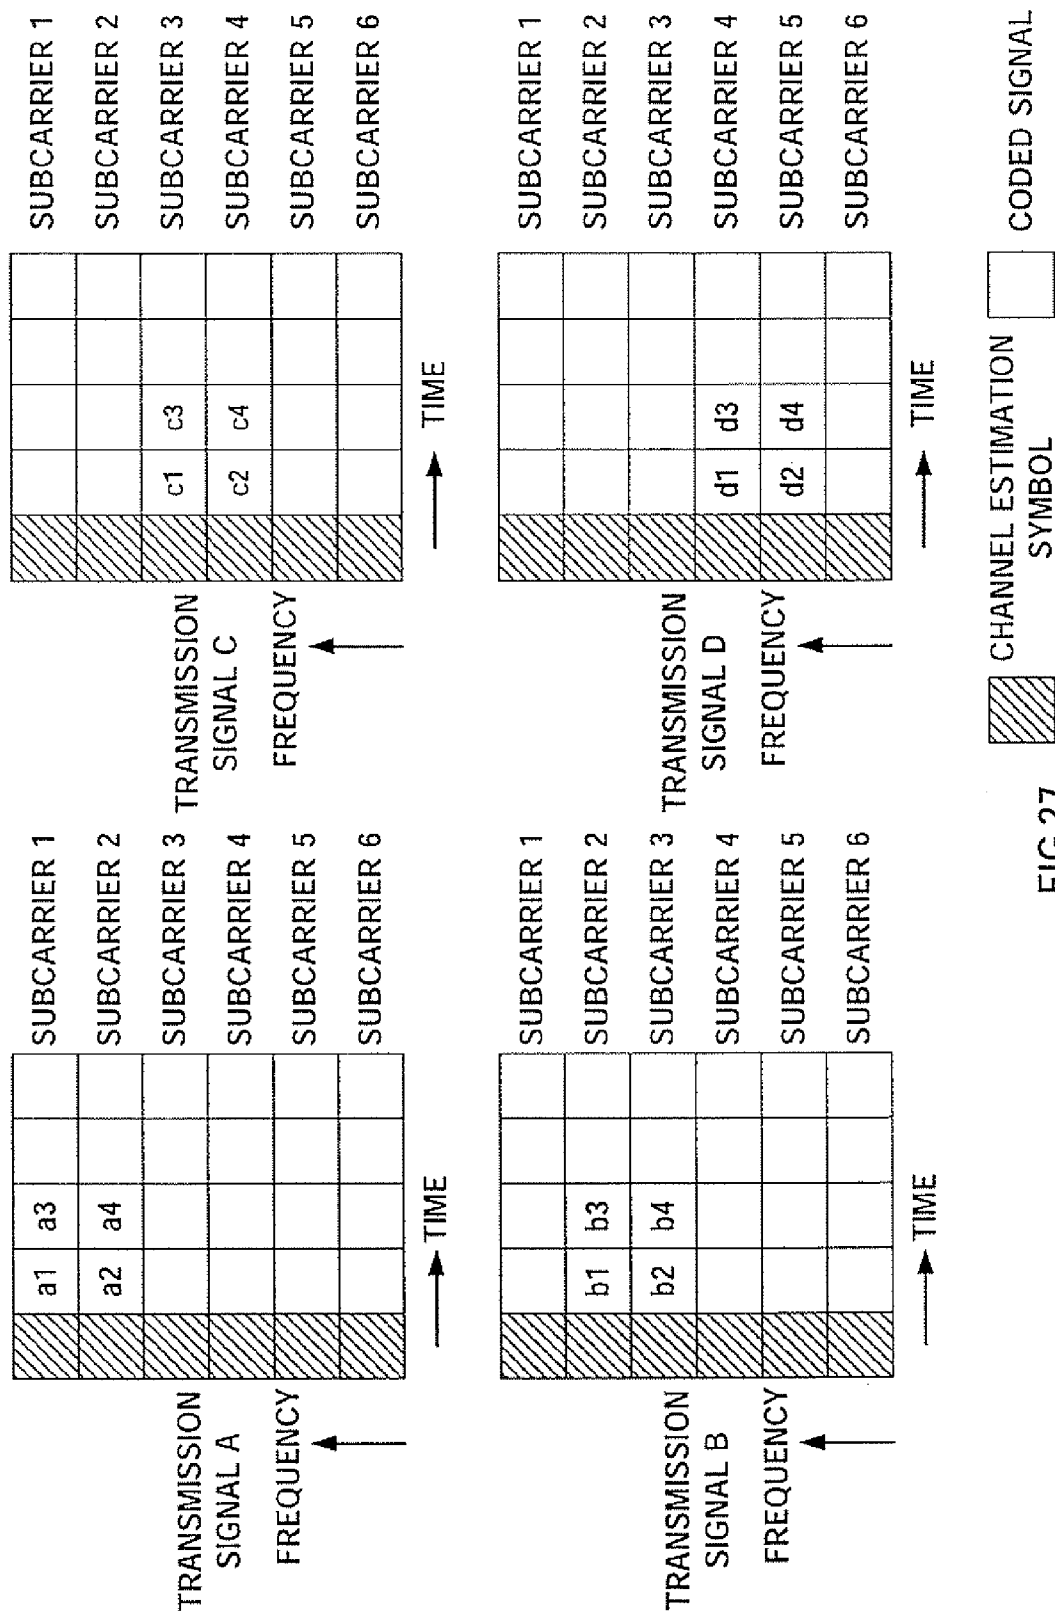 TRANSMISSION
SIGNAL A
FREQUENCY
a1 a3 SUBCARRIER 1
a2 a4 SUBCARRIER 2
SUBCARRIER 3
SUBCARRIER 4
SUBCARRIER 5
SUBCARRIER 6
TIME
TRANSMISSION
SIGNAL C
FREQUENCY
SUBCARRIER 1
SUBCARRIER 2
c1 c3 SUBCARRIER 3
c2 c4 SUBCARRIER 4
SUBCARRIER 5
SUBCARRIER 6
TIME
TRANSMISSION
SIGNAL B
FREQUENCY
SUBCARRIER 1
b1 b3 SUBCARRIER 2
b2 b4 SUBCARRIER 3
SUBCARRIER 4
SUBCARRIER 5
SUBCARRIER 6
TIME
TRANSMISSION
SIGNAL D
FREQUENCY
SUBCARRIER 1
SUBCARRIER 2
SUBCARRIER 3
d1 d3 SUBCARRIER 4
d2 d4 SUBCARRIER 5
SUBCARRIER 6
TIME
CHANNEL ESTIMATION
SYMBOL
CODED SIGNAL
FIG.27